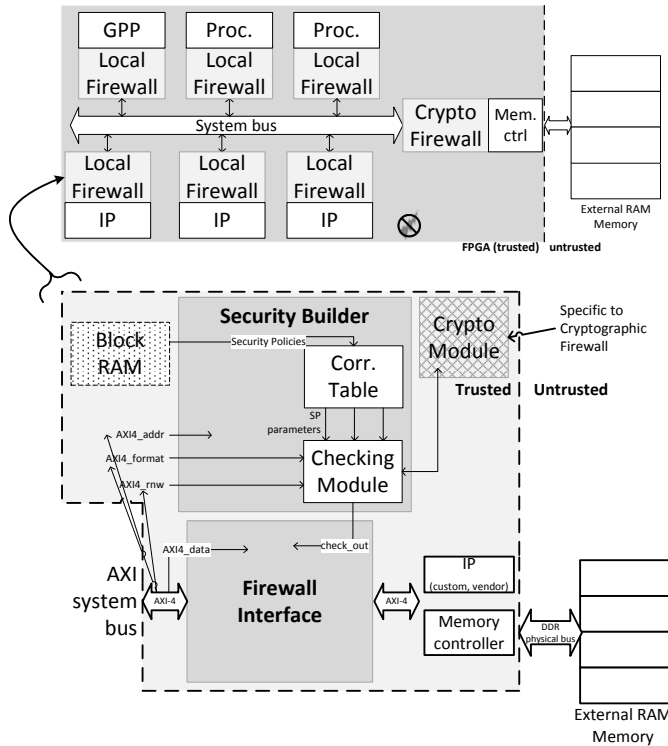 GPP
Proc.
Proc.
Local
Firewall
Local
Firewall
Local
Firewall
System bus
Crypto
Firewall
Mem.
ctrl
Local
Firewall
Local
Firewall
Local
Firewall
IP
IP
IP
External RAM
Memory
FPGA (trusted)
untrusted
Security Builder
Block
RAM
Security Policies
Crypto
Module
Specific to
Cryptographic
Firewall
Corr.
Table
Trusted
Untrusted
SP
parameters
AXI4_addr
AXI4_format
AXI4_rnw
Checking
Module
AXI4_data
check_out
AXI
system
bus
AXI-4
Firewall
Interface
AXI-4
IP
(custom, vendor)
Memory
controller
DDR
physical bus
External RAM
Memory